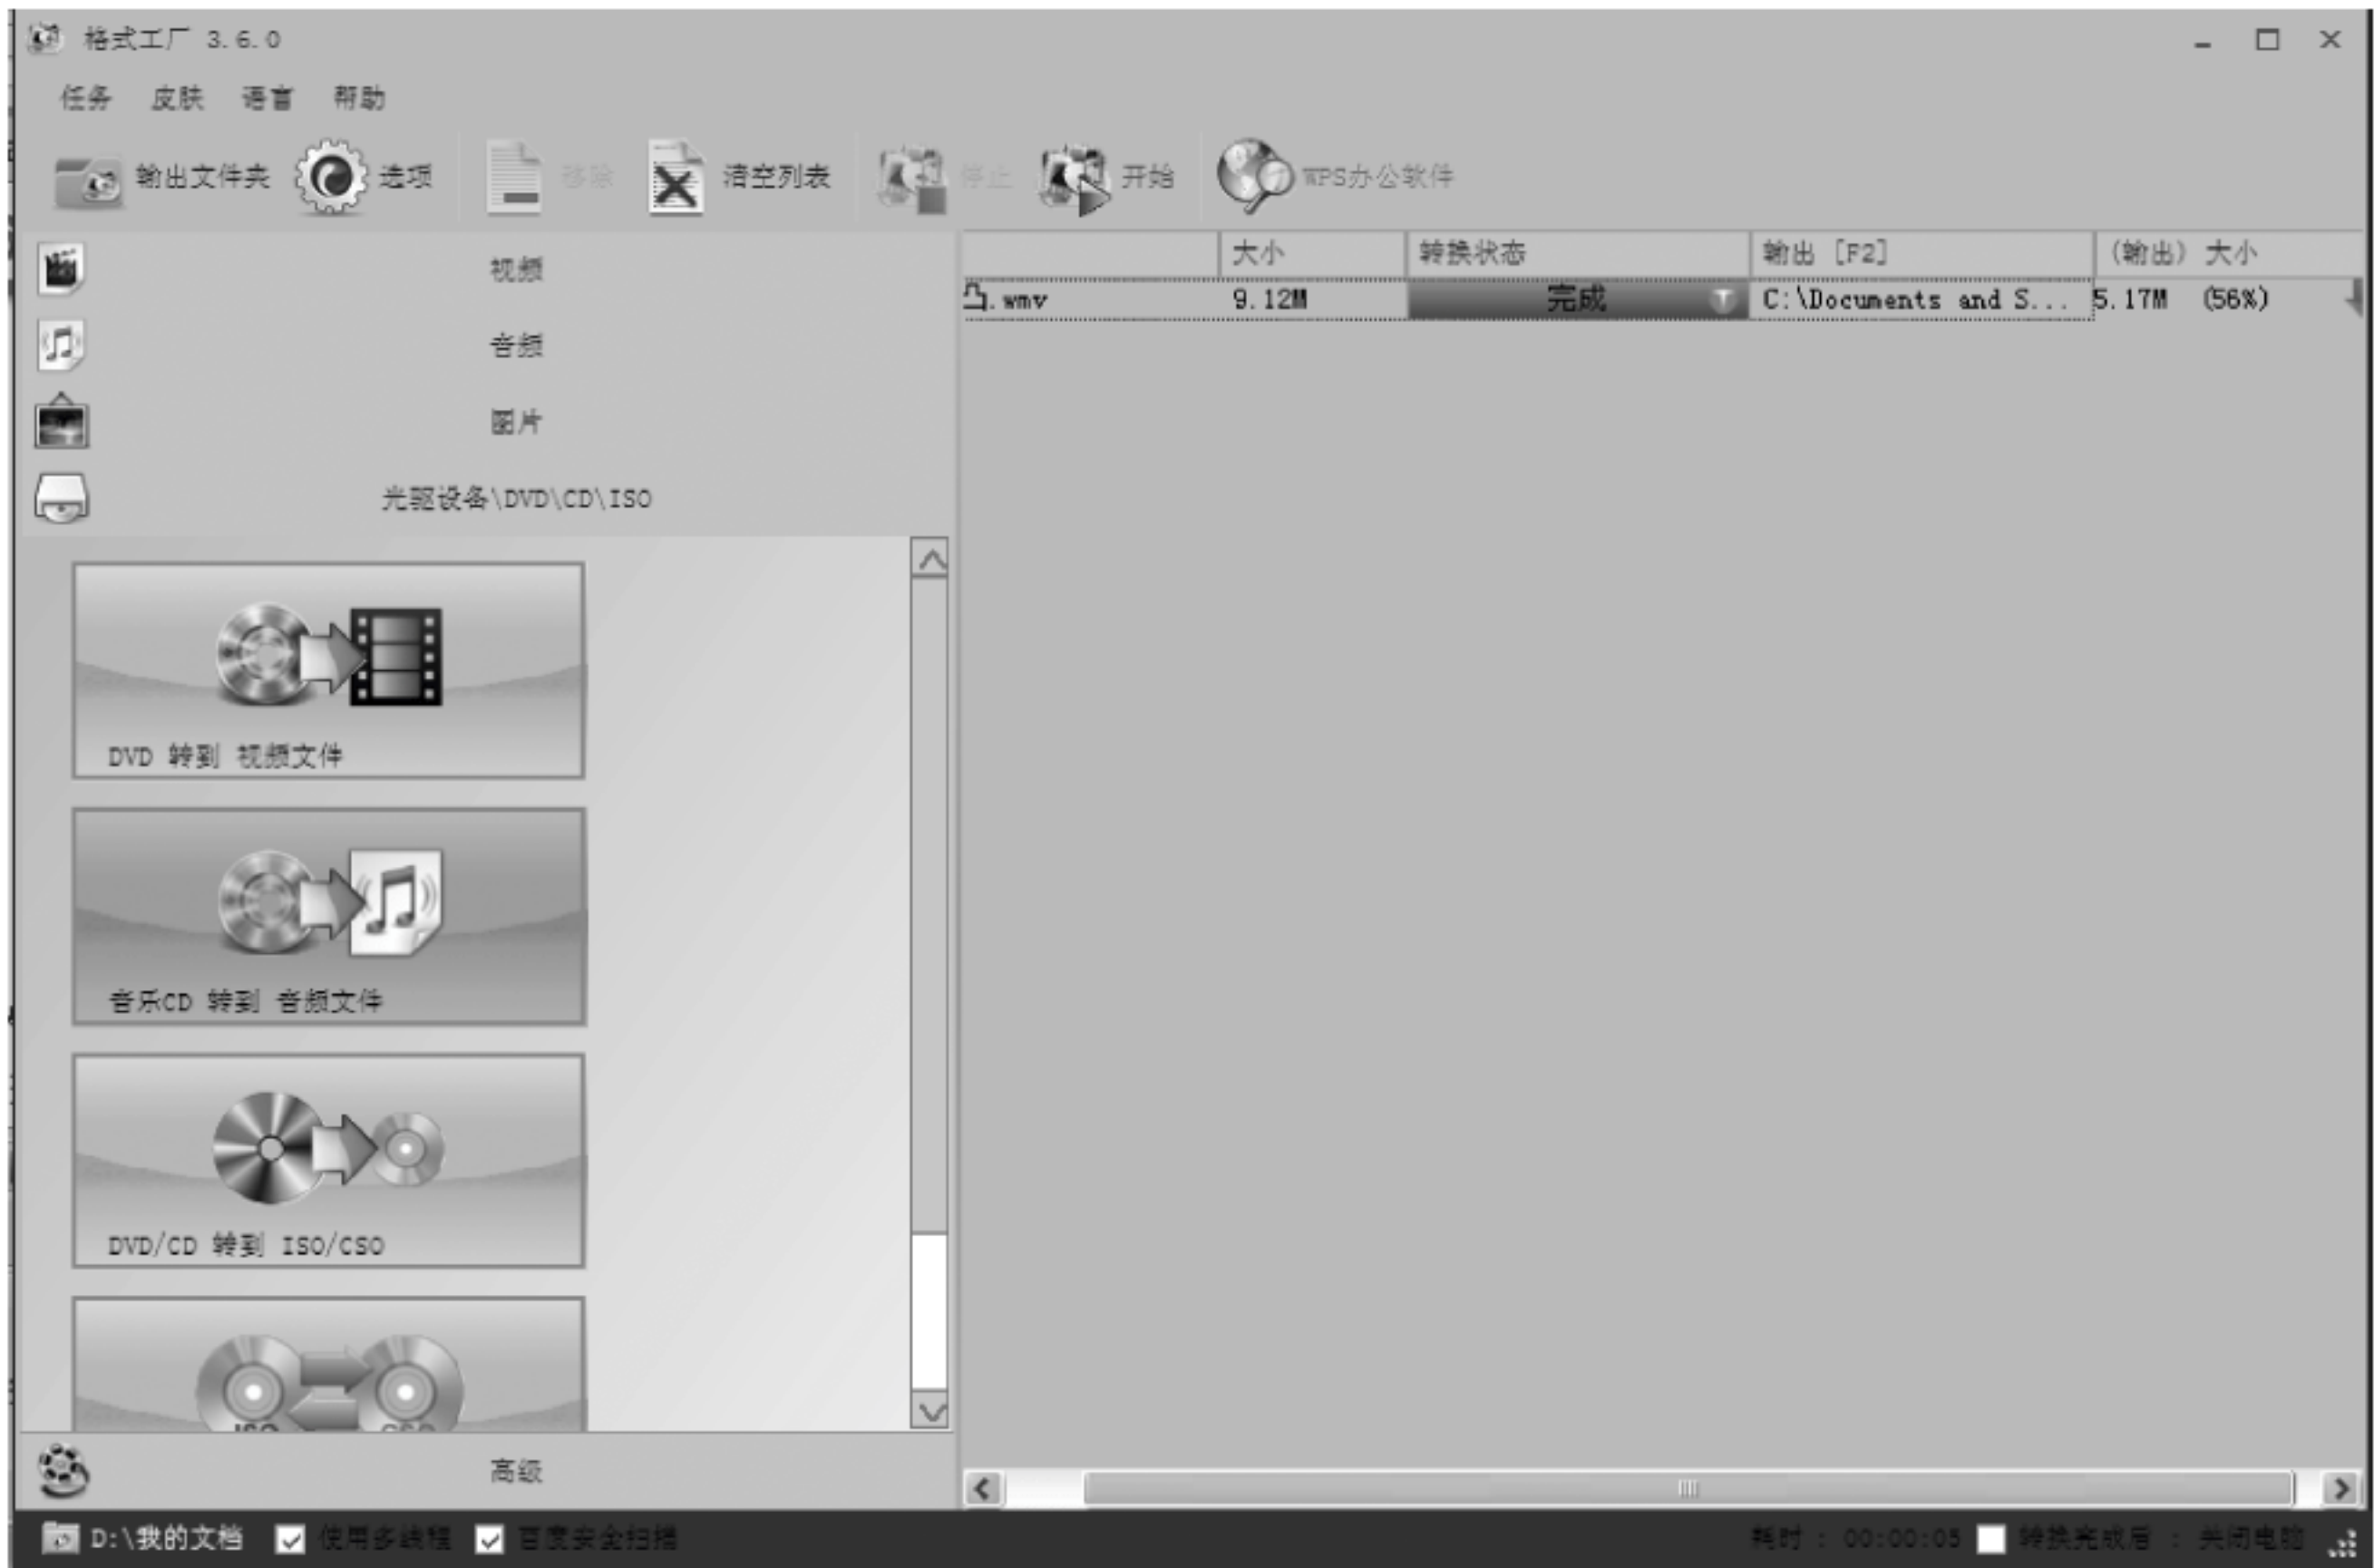 格式工厂 3.6.0
任务 皮肤 语言 帮助
输出文件夹 选项 移除 清空列表 停止 开始 WPS办公软件
视频
音频
图片
光驱设备\DVD\CD\ISO
DVD 转到 视频文件
音乐CD 转到 音频文件
DVD/CD 转到 ISO/CSO
ISO CSO
高级
大小 转换状态 输出 [F2] (输出) 大小
.wmv 9.12M 完成 C:\Documents and S... 5.17M (56%)
D:\我的文档 使用多线程 百度安全扫描 耗时 : 00:00:05 转换完成后 : 关闭电脑